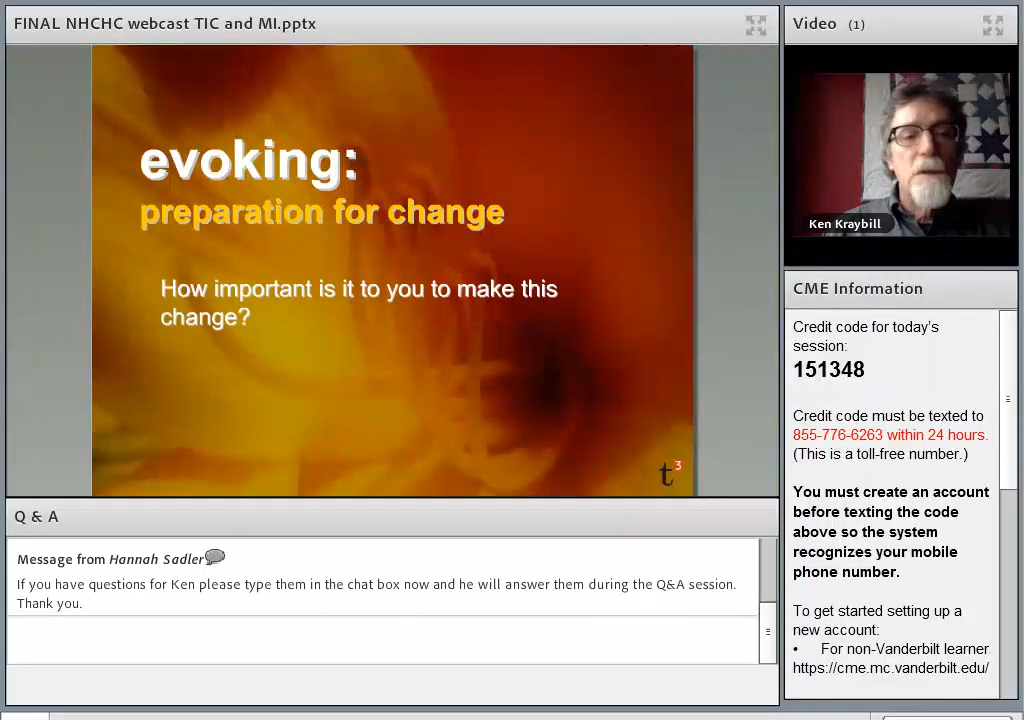 FINAL NHCHC webcast TIC and MI.pptx
evoking:
preparation for change
How important is it to you to make this
change?
t3
Q & A
Message from Hannah Sadler
If you have questions for Ken please type them in the chat box now and he will answer them during the Q&A session.
Thank you.
Video (1)
Ken Kraybill
CME Information
Credit code for today's
session:
151348
Credit code must be texted to
855-776-6263 within 24 hours.
(This is a toll-free number.)
You must create an account
before texting the code
above so the system
recognizes your mobile
phone number.
To get started setting up a
new account:
• For non-Vanderbilt learner
https://cme.mc.vanderbilt.edu/